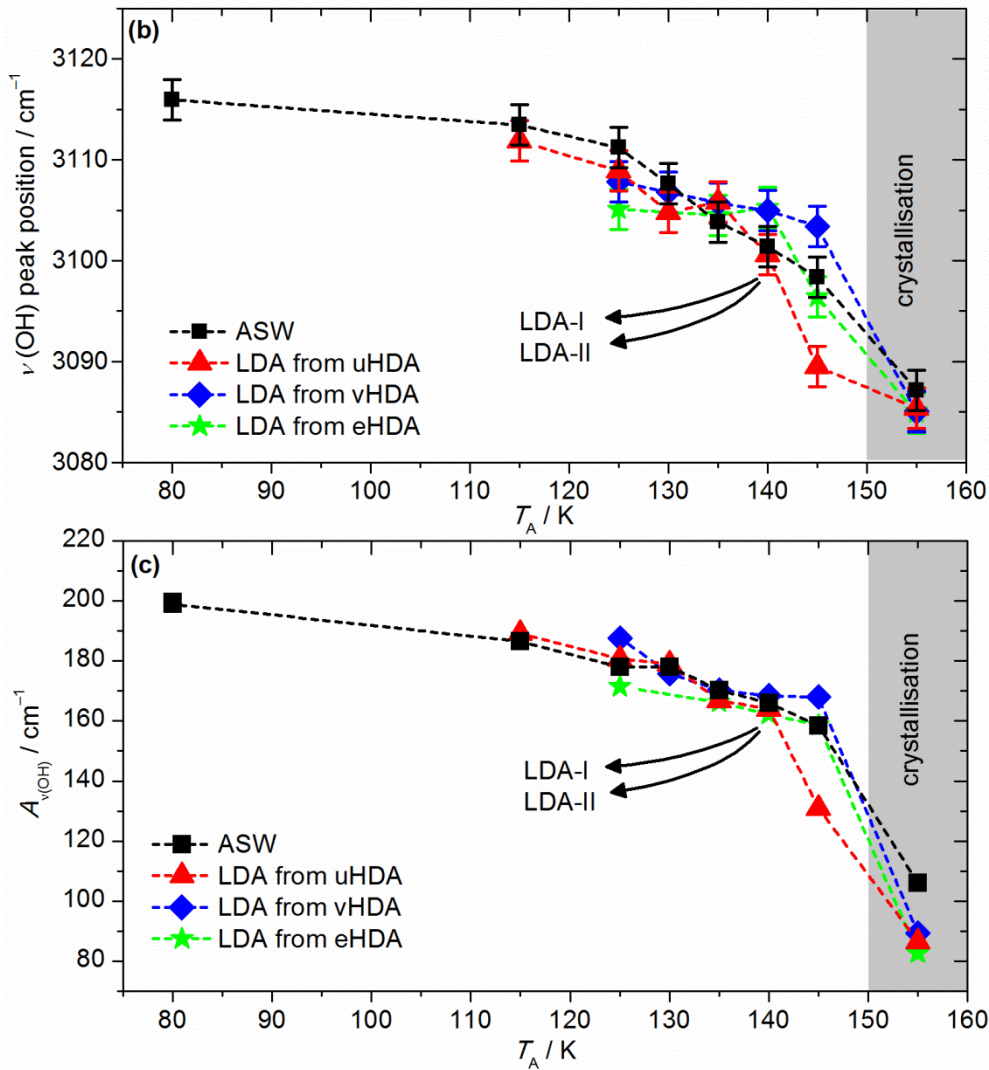 (b)
ν(OH) peak position / cm⁻¹
3120
3110
3100
3090
3080
crystallisation
LDA-I
LDA-II
ASW
LDA from uHDA
LDA from vHDA
LDA from eHDA
80 90 100 110 120 130 140 150 160
T_A / K
(c)
A_ν(OH) / cm⁻¹
220
200
180
160
140
120
100
80
crystallisation
LDA-I
LDA-II
ASW
LDA from uHDA
LDA from vHDA
LDA from eHDA
80 90 100 110 120 130 140 150 160
T_A / K